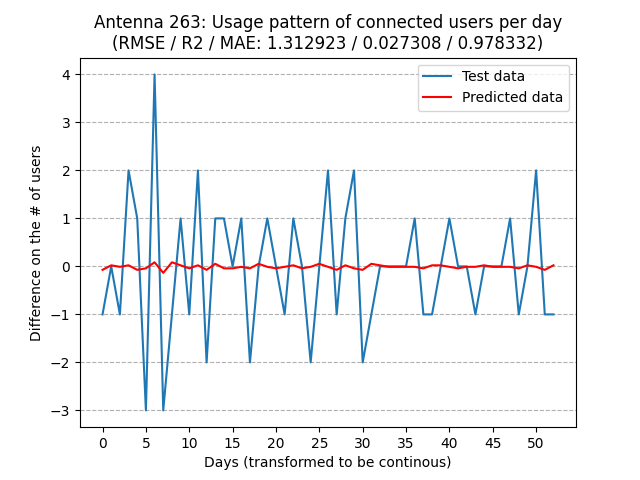 Antenna 263: Usage pattern of connected users per day
(RMSE / R2 / MAE: 1.312923 / 0.027308 / 0.978332)
Test data
Predicted data
Difference on the # of users
4
3
2
1
0
−1
−2
−3
0 5 10 15 20 25 30 35 40 45 50
Days (transformed to be continous)